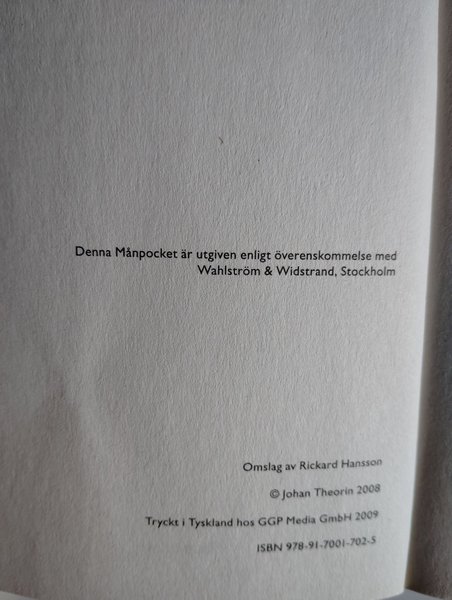 Denna Månpocket är utgiven enligt överenskommelse med
Wahlström & Widstrand, Stockholm
Omslag av Rickard Hansson
© Johan Theorin 2008
Tryckt i Tyskland hos GGP Media GmbH 2009
ISBN 978-91-7001-702-5